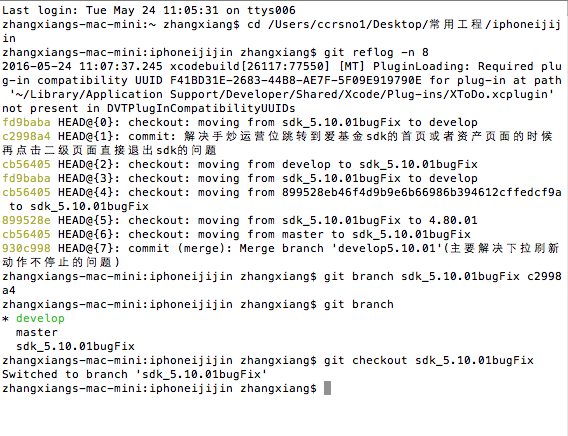 Last login: Tue May 24 11:05:31 on ttys006
zhangxiangs-mac-mini:~ zhangxiang$ cd /Users/ccrsno1/Desktop/常用工程/iphoneijij
in
zhangxiangs-mac-mini:iphoneijijin zhangxiang$ git reflog -n 8
2016-05-24 11:07:37.245 xcodebuild[26117:77550] [MT] PluginLoading: Required plu
g-in compatibility UUID F41BD31E-2683-44B8-AE7F-5F09E919790E for plug-in at path
'~/Library/Application Support/Developer/Shared/Xcode/Plug-ins/XToDo.xcplugin'
not present in DVTPlugInCompatibilityUUIDs
fd9baba HEAD@{0}: checkout: moving from sdk_5.10.01bugFix to develop
c2998a4 HEAD@{1}: commit: 解决手炒运营位跳转到爱基金sdk的首页或者资产页面的时候
再点击二级页面直接退出sdk的问题
cb56405 HEAD@{2}: checkout: moving from develop to sdk_5.10.01bugFix
fd9baba HEAD@{3}: checkout: moving from sdk_5.10.01bugFix to develop
cb56405 HEAD@{4}: checkout: moving from 899528eb46f4d9b9e6b66986b394612cffedcf9a
to sdk_5.10.01bugFix
899528e HEAD@{5}: checkout: moving from sdk_5.10.01bugFix to 4.80.01
cb56405 HEAD@{6}: checkout: moving from master to sdk_5.10.01bugFix
930c998 HEAD@{7}: commit (merge): Merge branch 'develop5.10.01'(主要解决下拉刷新
动作不停止的问题)
zhangxiangs-mac-mini:iphoneijijin zhangxiang$ git branch sdk_5.10.01bugFix c2998
a4
zhangxiangs-mac-mini:iphoneijijin zhangxiang$ git branch
* develop
master
sdk_5.10.01bugFix
zhangxiangs-mac-mini:iphoneijijin zhangxiang$ git checkout sdk_5.10.01bugFix
Switched to branch 'sdk_5.10.01bugFix'
zhangxiangs-mac-mini:iphoneijijin zhangxiang$